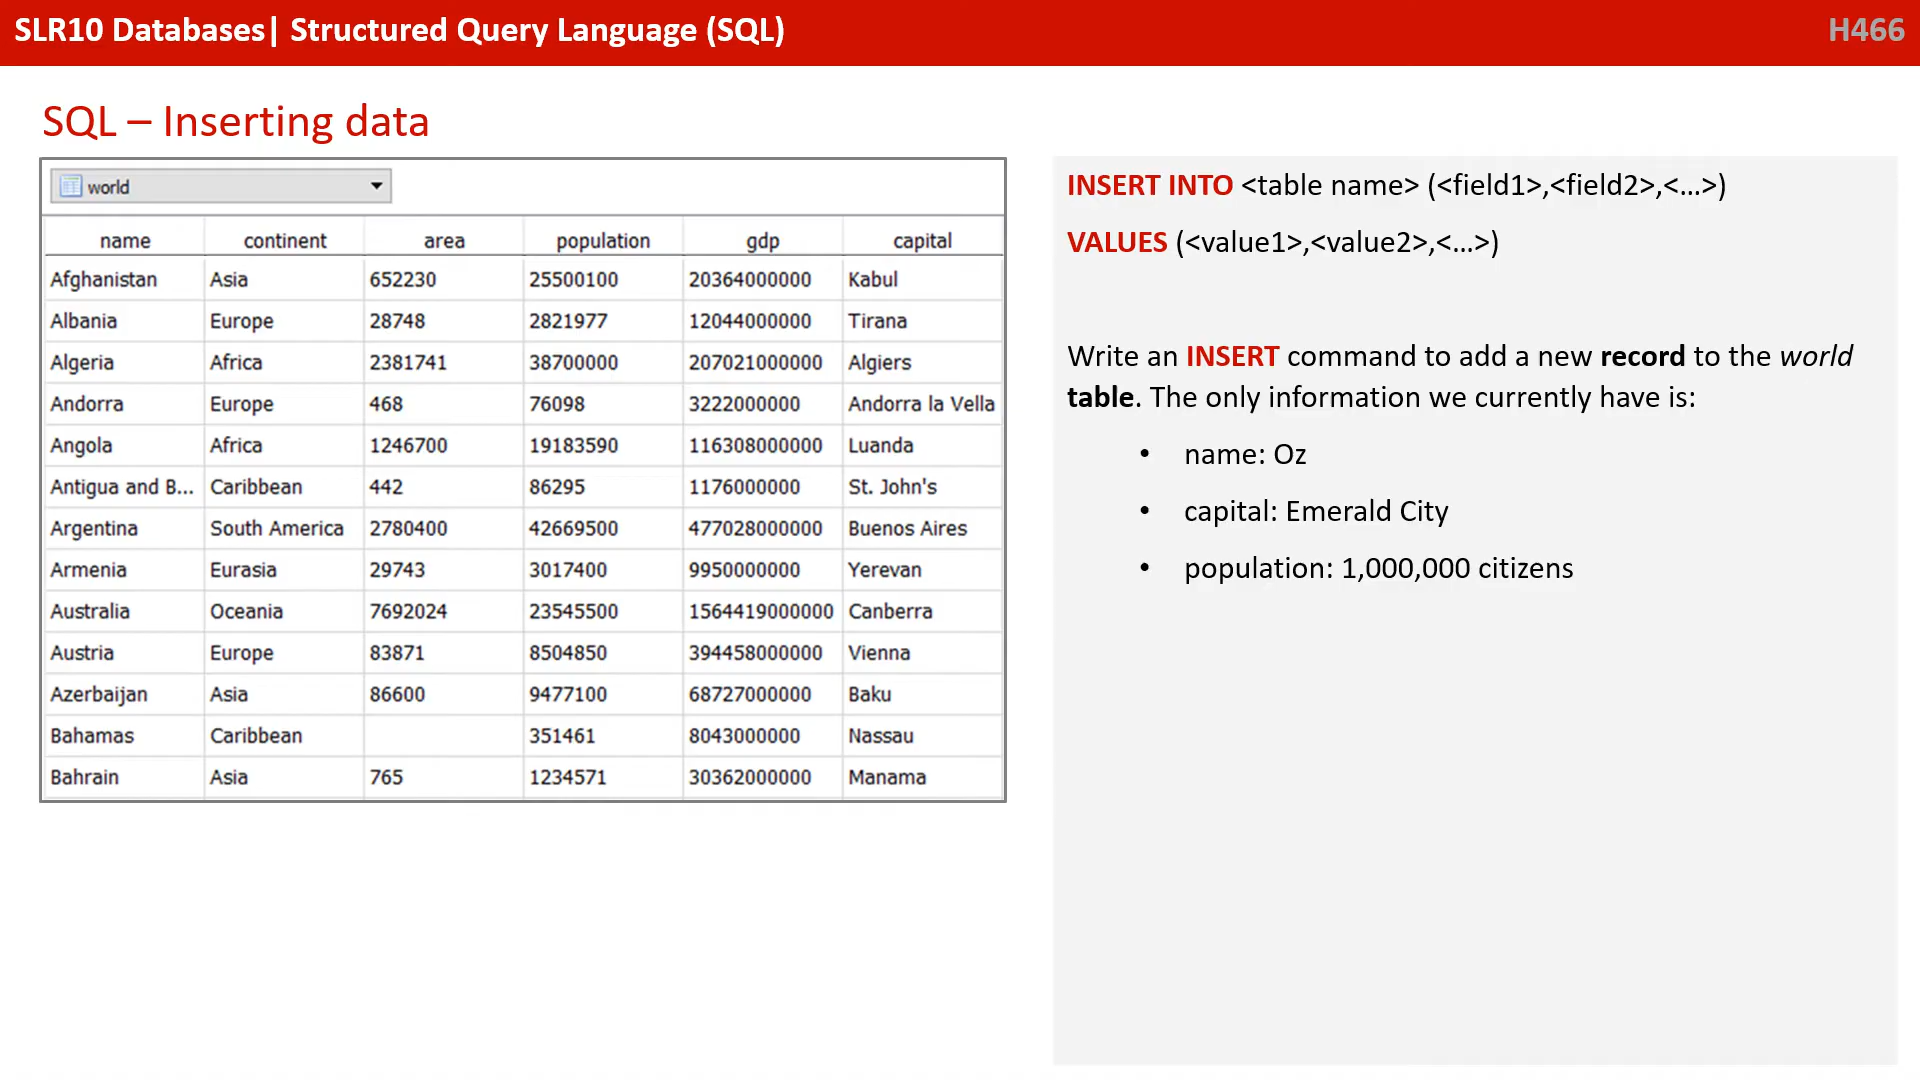 SLR10 Databases| Structured Query Language (SQL)
H466
SQL – Inserting data
world
name continent area population gdp capital
Afghanistan Asia 652230 25500100 20364000000 Kabul
Albania Europe 28748 2821977 12044000000 Tirana
Algeria Africa 2381741 38700000 207021000000 Algiers
Andorra Europe 468 76098 3222000000 Andorra la Vella
Angola Africa 1246700 19183590 116308000000 Luanda
Antigua and B... Caribbean 442 86295 1176000000 St. John's
Argentina South America 2780400 42669500 477028000000 Buenos Aires
Armenia Eurasia 29743 3017400 9950000000 Yerevan
Australia Oceania 7692024 23545500 1564419000000 Canberra
Austria Europe 83871 8504850 394458000000 Vienna
Azerbaijan Asia 86600 9477100 68727000000 Baku
Bahamas Caribbean 351461 8043000000 Nassau
Bahrain Asia 765 1234571 30362000000 Manama
INSERT INTO <table name> (<field1>,<field2>,<...>)
VALUES (<value1>,<value2>,<...>)
Write an INSERT command to add a new record to the world
table. The only information we currently have is:
• name: Oz
• capital: Emerald City
• population: 1,000,000 citizens